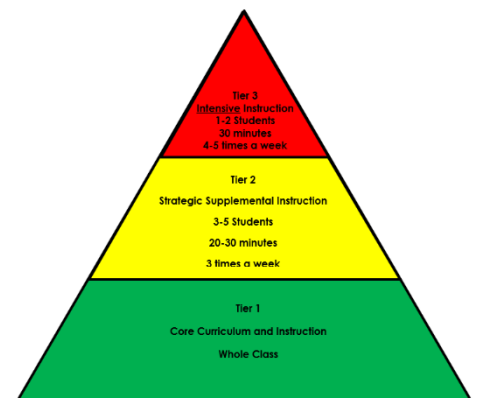 Tier 3
Intensive Instruction
1-2 Students
30 minutes
4-5 times a week
Tier 2
Strategic Supplemental Instruction
3-5 Students
20-30 minutes
3 times a week
Tier 1
Core Curriculum and Instruction
Whole Class